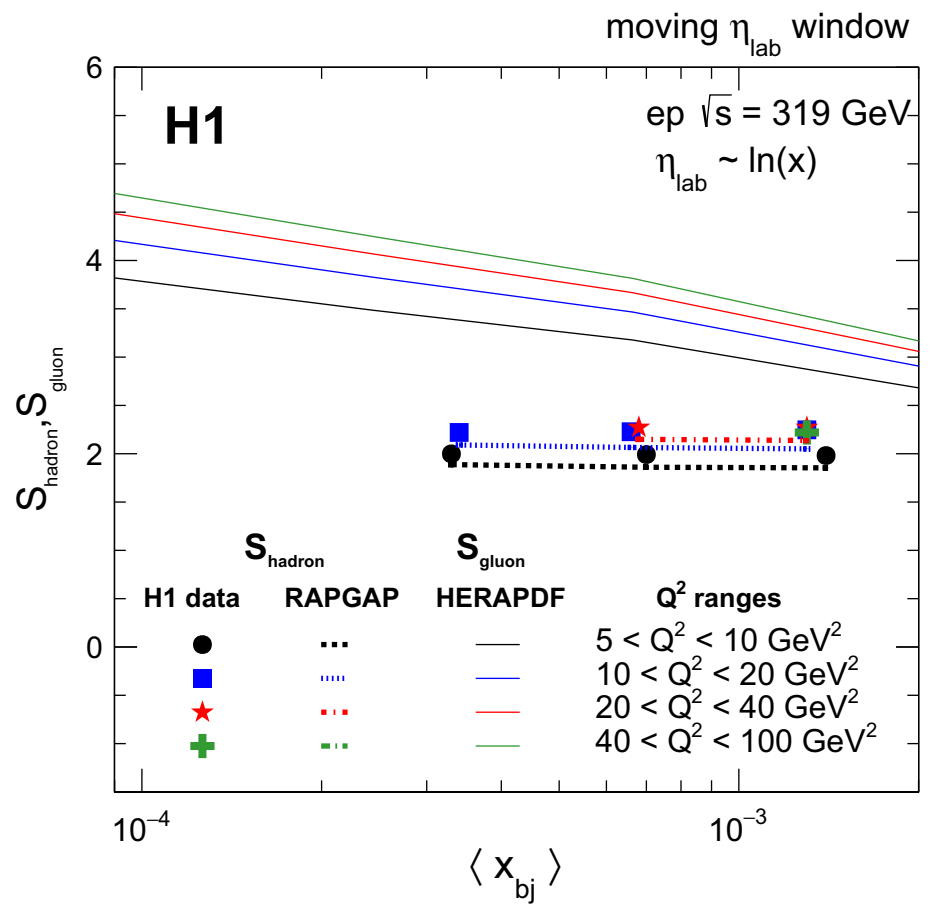 moving η_lab window
6
H1
ep √s = 319 GeV
η_lab ~ ln(x)
4
S_hadron, S_gluon
2
S_hadron S_gluon
H1 data RAPGAP HERAPDF Q² ranges
0
5 < Q² < 10 GeV²
10 < Q² < 20 GeV²
20 < Q² < 40 GeV²
40 < Q² < 100 GeV²
10⁻⁴ 10⁻³
⟨ x_bj ⟩